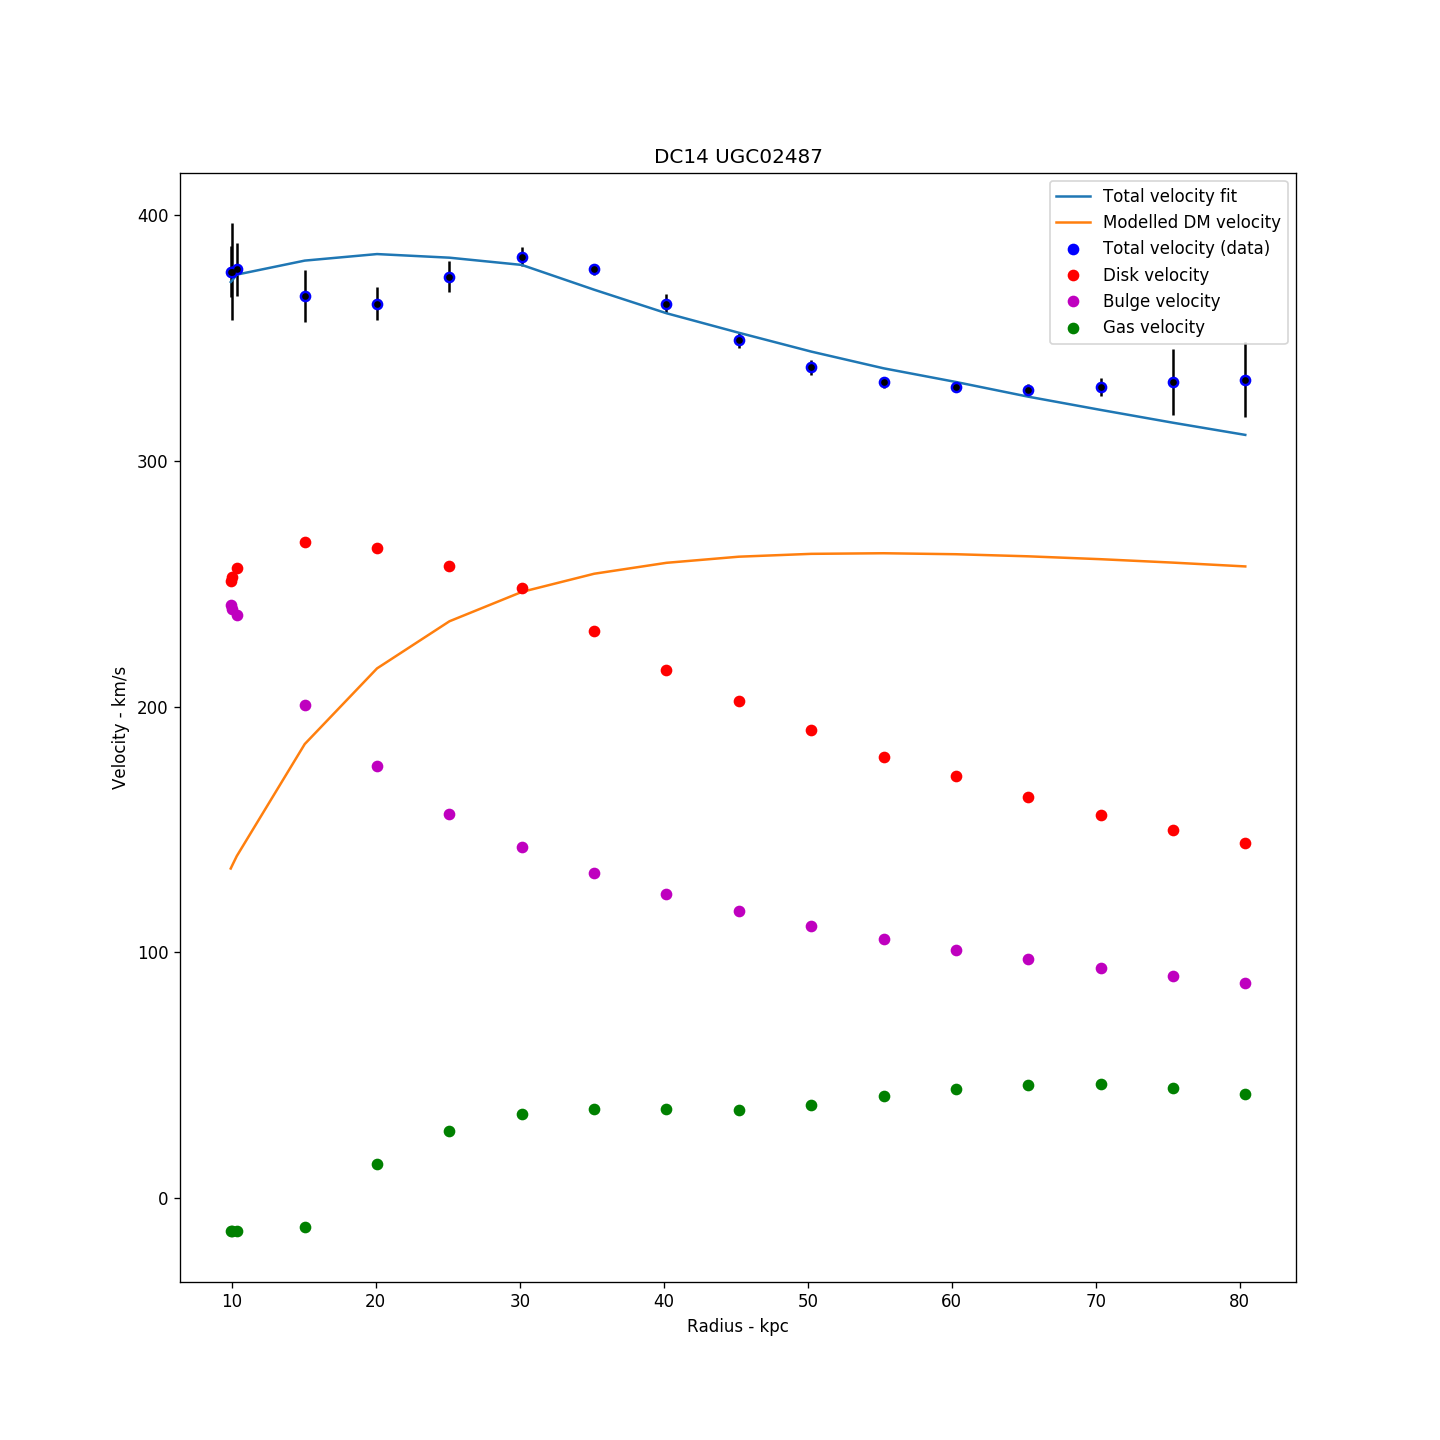 DC14 UGC02487
Total velocity fit
Modelled DM velocity
Total velocity (data)
Disk velocity
Bulge velocity
Gas velocity
400
300
200
100
0
Velocity - km/s
10 20 30 40 50 60 70 80
Radius - kpc